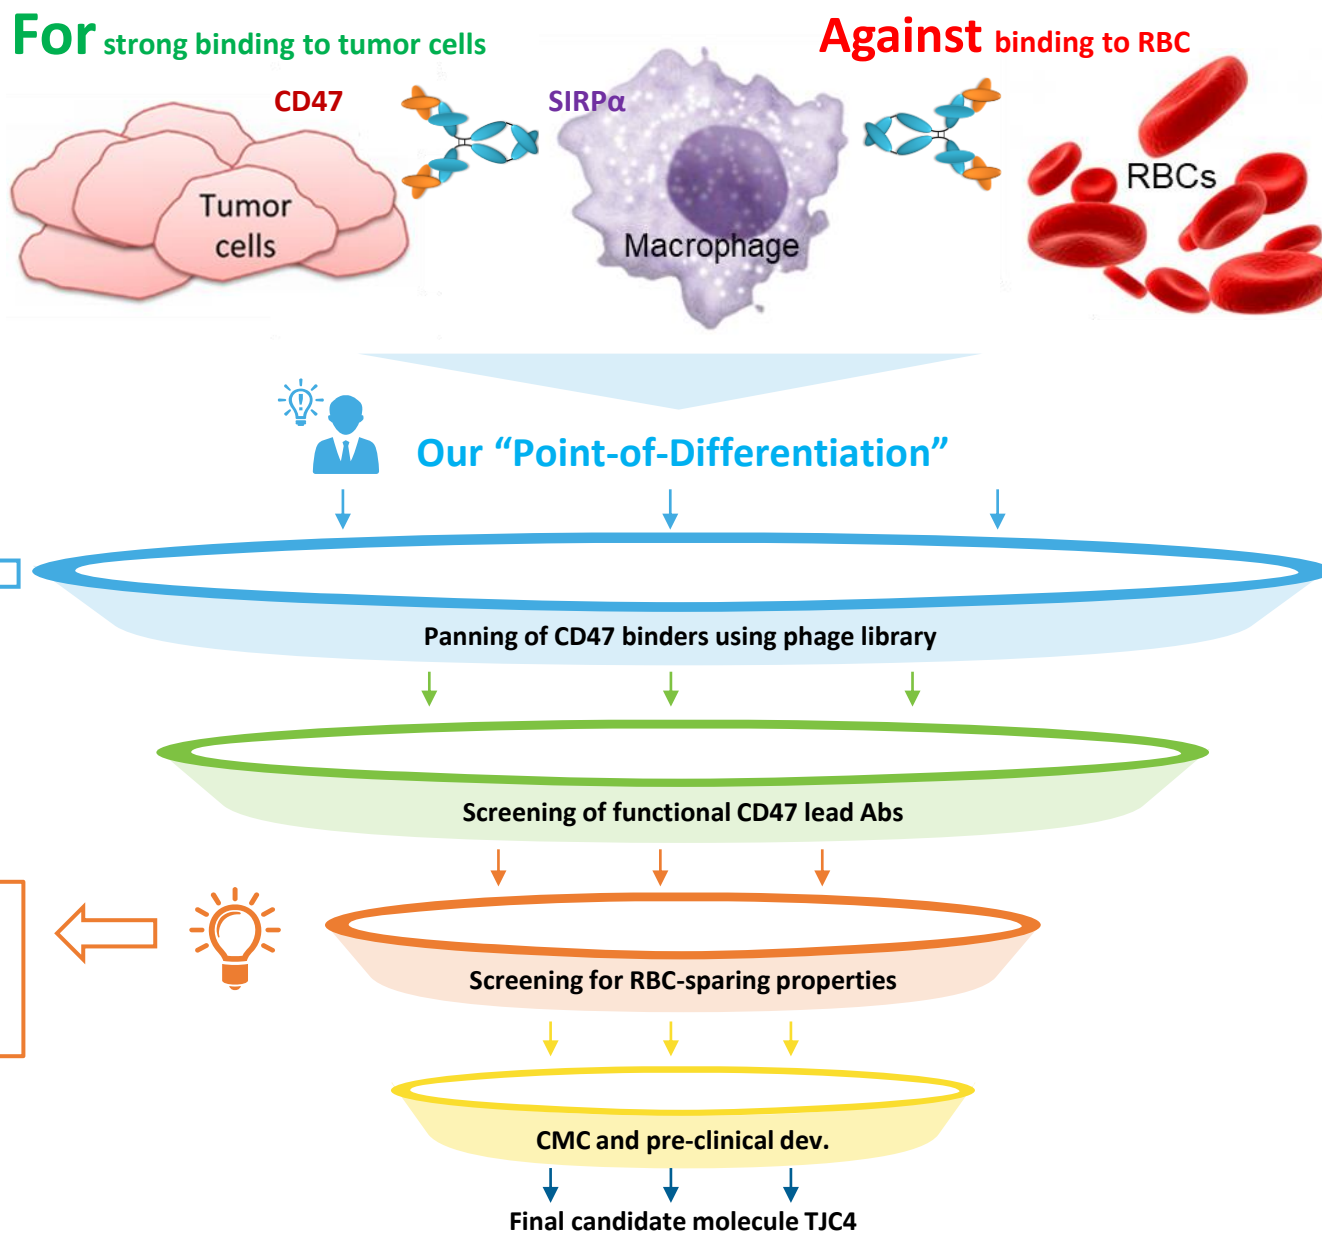 For strong binding to tumor cells
Against binding to RBC
CD47
SIRPα
Tumor
cells
Macrophage
RBCs
Our “Point-of-Differentiation”
Panning of CD47 binders using phage library
Screening of functional CD47 lead Abs
Screening for RBC-sparing properties
CMC and pre-clinical dev.
Final candidate molecule TJC4